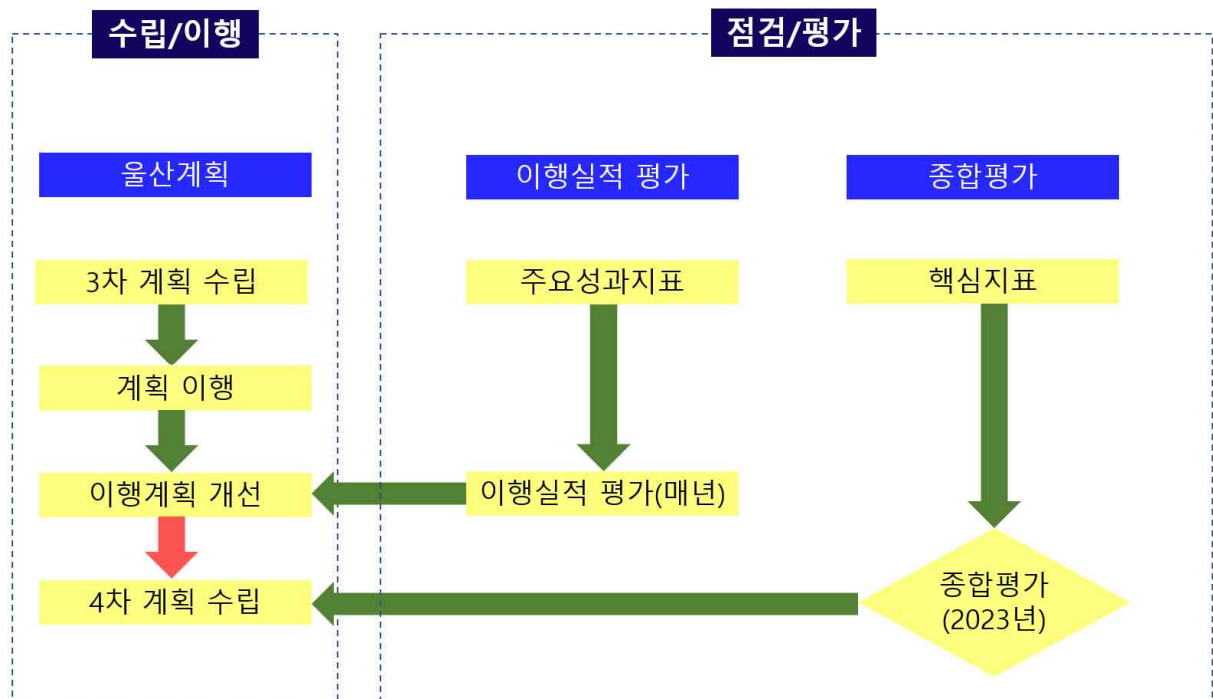 수립/이행
점검/평가
울산계획
이행실적 평가
종합평가
3차 계획 수립
주요성과지표
핵심지표
계획 이행
이행계획 개선
이행실적 평가(매년)
4차 계획 수립
종합평가
(2023년)